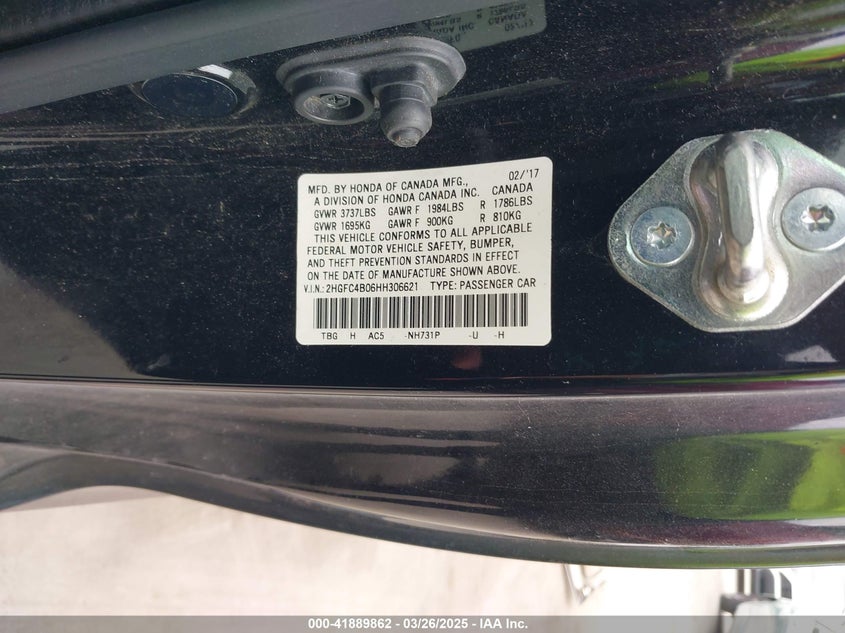 MFD. BY HONDA OF CANADA MFG., 02/'17
A DIVISION OF HONDA CANADA INC. CANADA
GVWR 3737LBS GAWR F 1984LBS R 1786LBS
GVWR 1695KG GAWR F 900KG R 810KG
THIS VEHICLE CONFORMS TO ALL APPLICABLE
FEDERAL MOTOR VEHICLE SAFETY, BUMPER,
AND THEFT PREVENTION STANDARDS IN EFFECT
ON THE DATE OF MANUFACTURE SHOWN ABOVE.
V.I.N.: 2HGFC4B06HH306621 TYPE: PASSENGER CAR
TBG H AC5 -NH731P -U -H
000-41889862 - 03/26/2025 - IAA Inc.